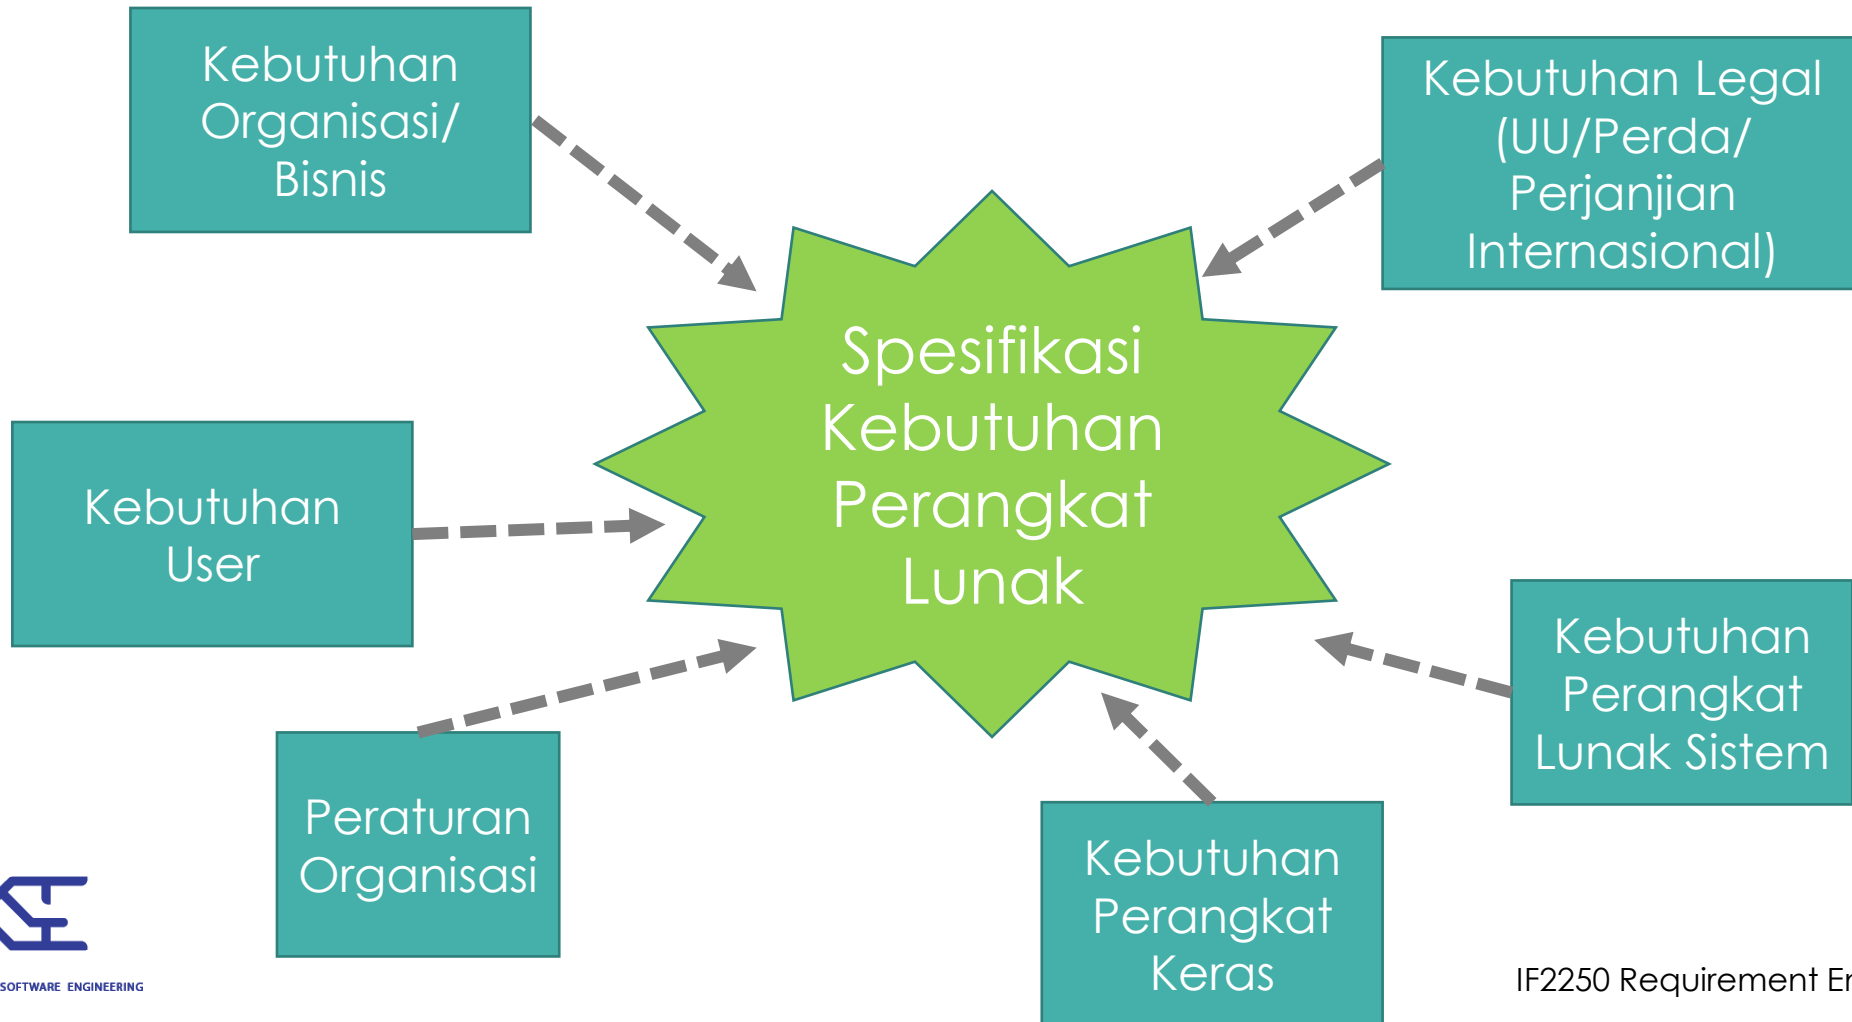 Kebutuhan
Organisasi/
Bisnis
Kebutuhan Legal
(UU/Perda/
Perjanjian
Internasional)
Spesifikasi
Kebutuhan
Perangkat
Lunak
Kebutuhan
User
Kebutuhan
Perangkat
Lunak Sistem
Peraturan
Organisasi
Kebutuhan
Perangkat
Keras
SOFTWARE ENGINEERING
IF2250 Requirement